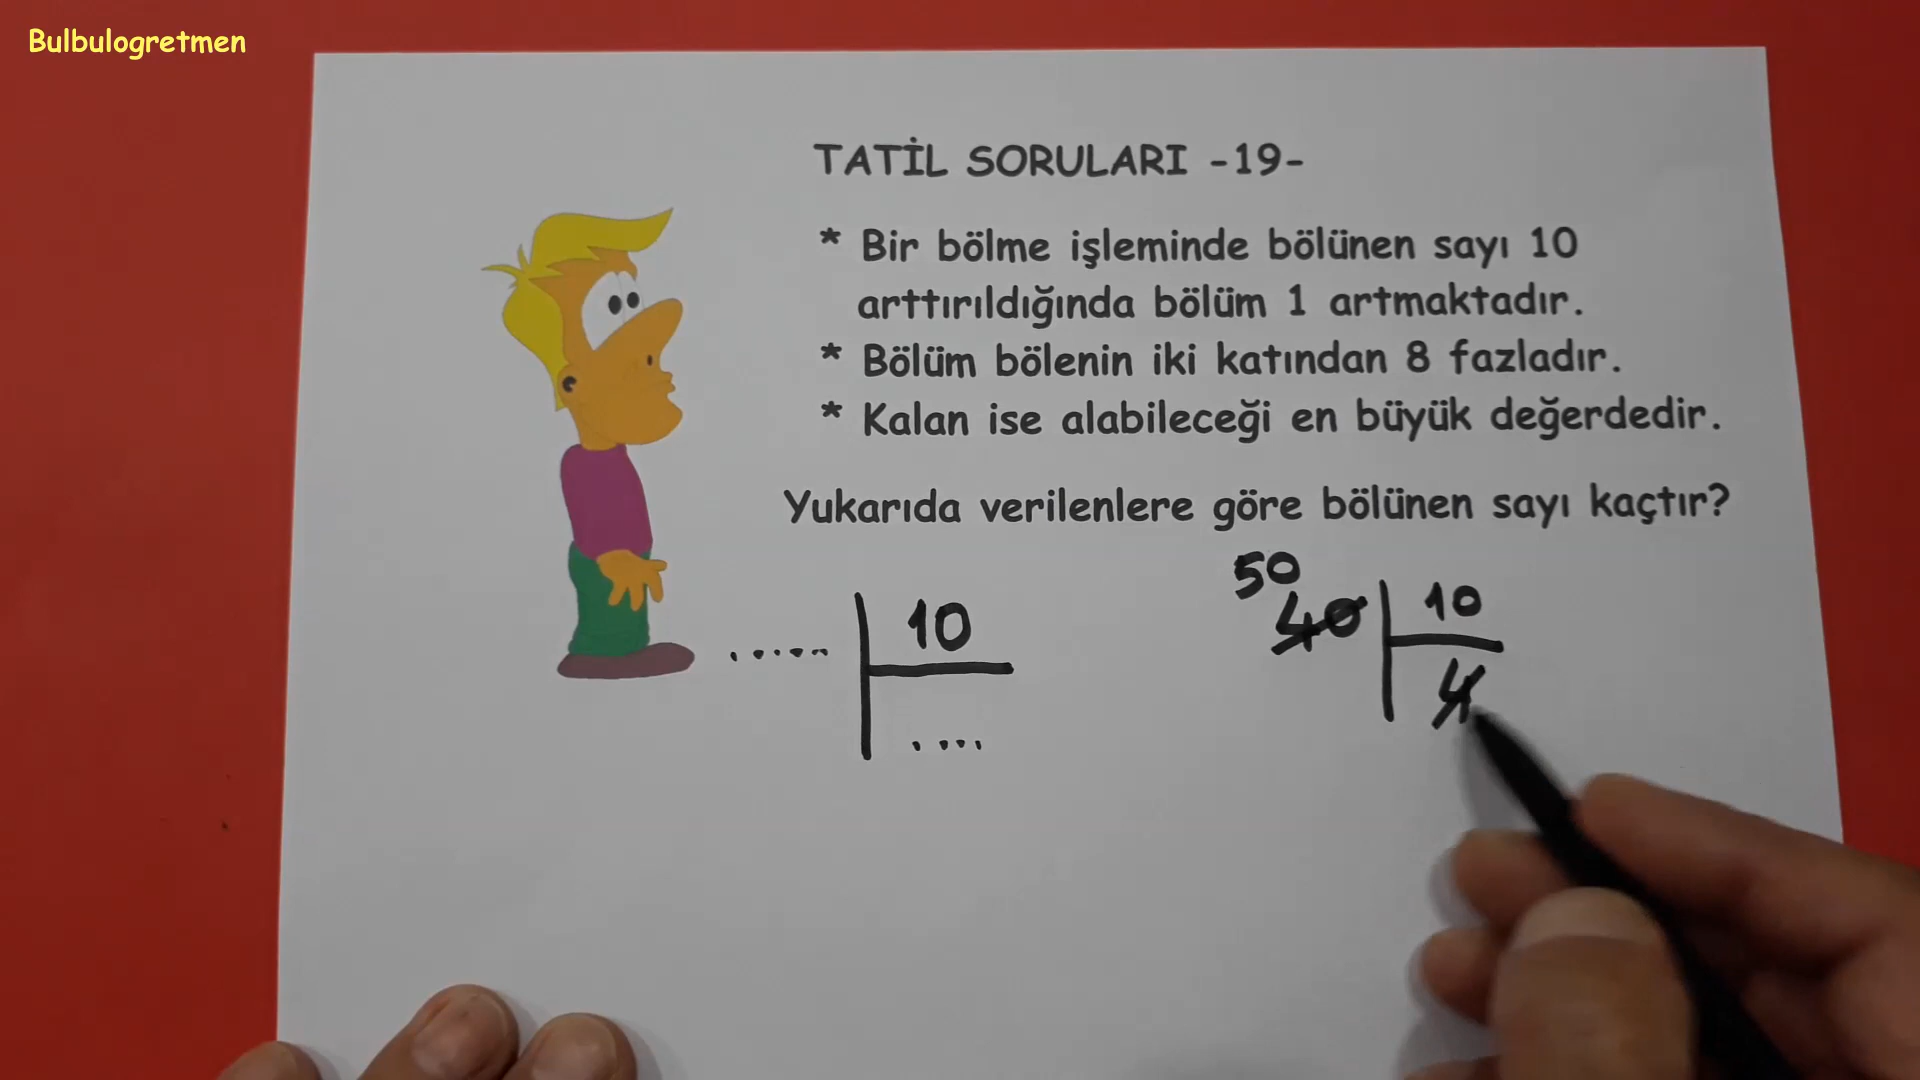 Bulbulogretmen
TATİL SORULARI -19-
* Bir bölme işleminde bölünen sayı 10
arttırıldığında bölüm 1 artmaktadır.
* Bölüm bölenin iki katından 8 fazladır.
* Kalan ise alabileceği en büyük değerdedir.
Yukarıda verilenlere göre bölünen sayı kaçtır?
50
40 10
4
..... 10
....